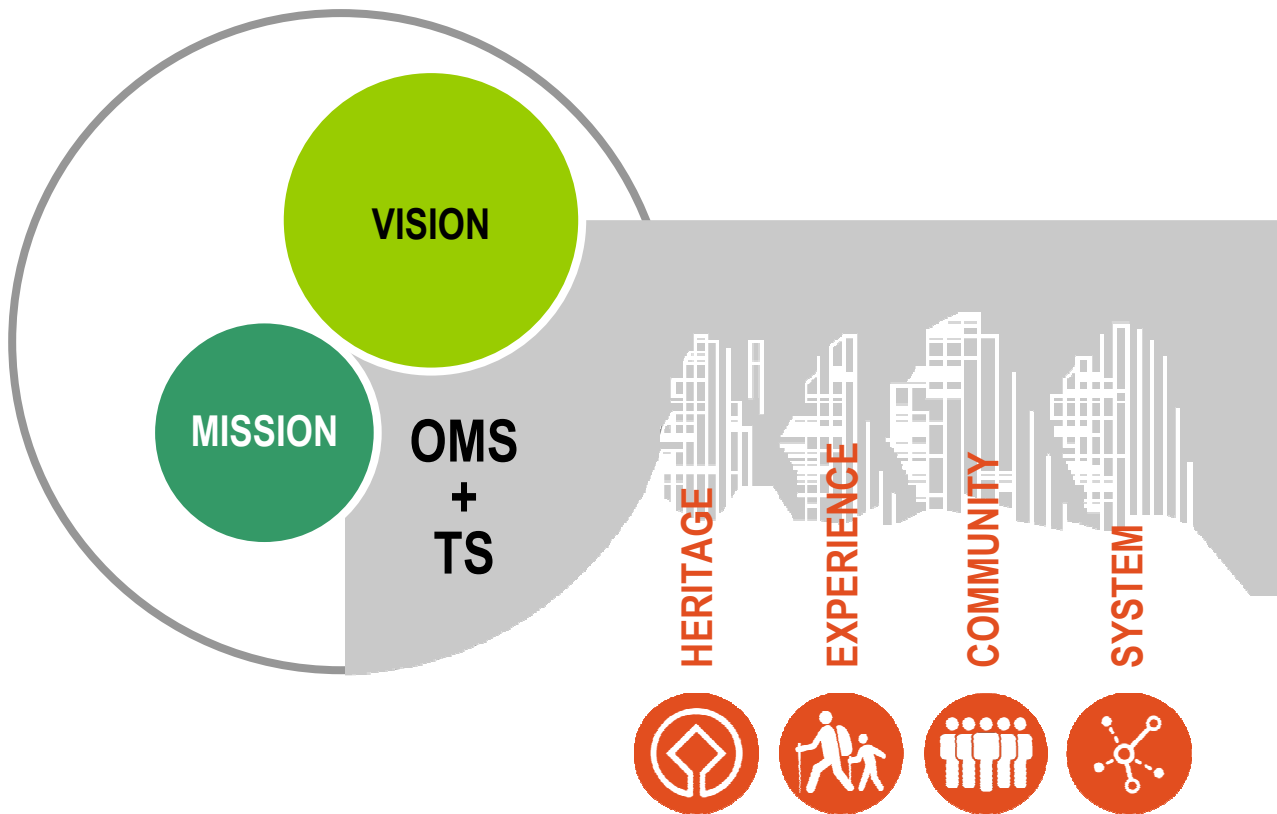 VISION
MISSION
OMS
+
TS
HERITAGE
EXPERIENCE
COMMUNITY
SYSTEM